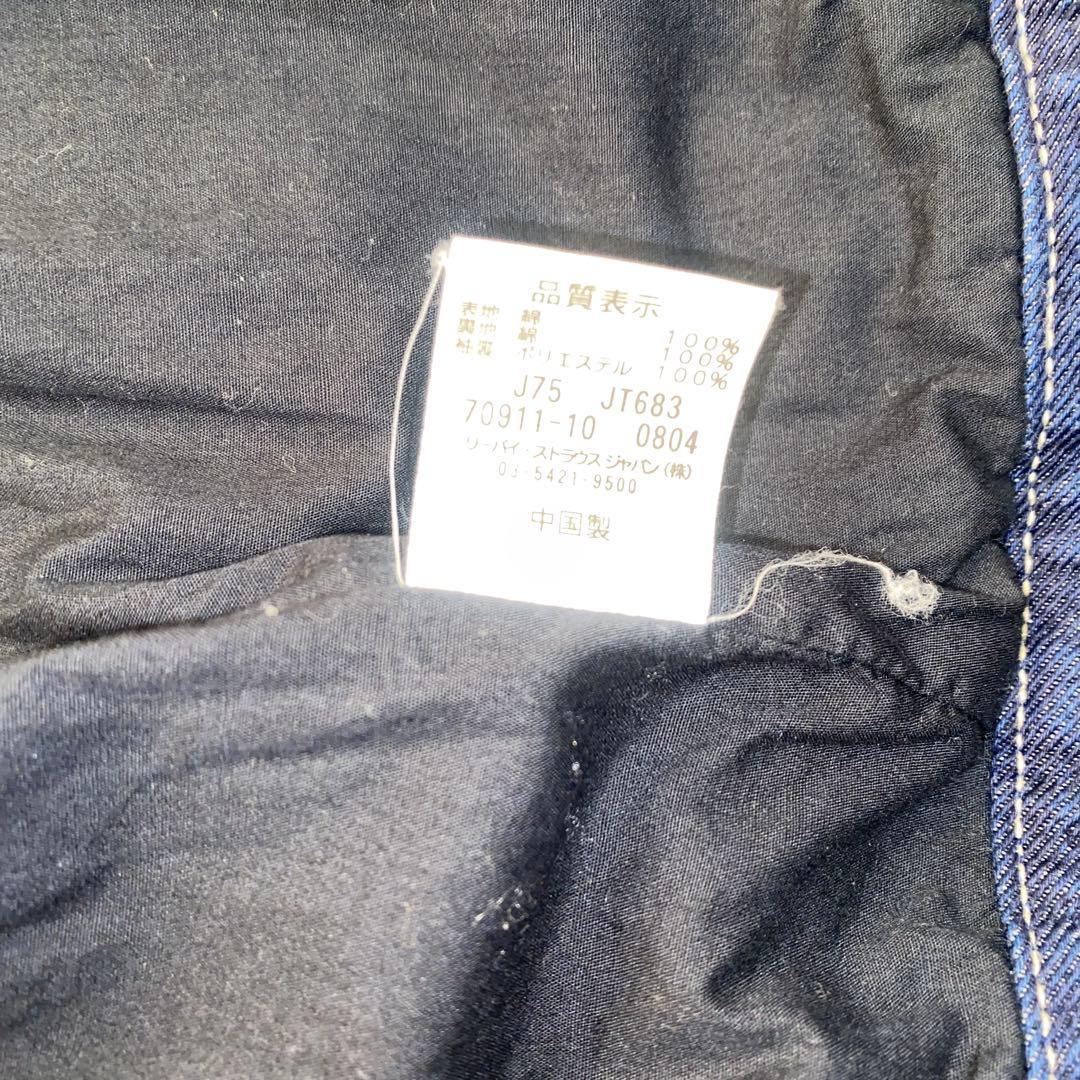 品質表示
表地 綿 100%
裏地 綿 100%
袖裏 ポリエステル 100%
J75 JT683
70911-10 0804
リーバイ・ストラウスジャパン(株)
03-5421-9500
中国製